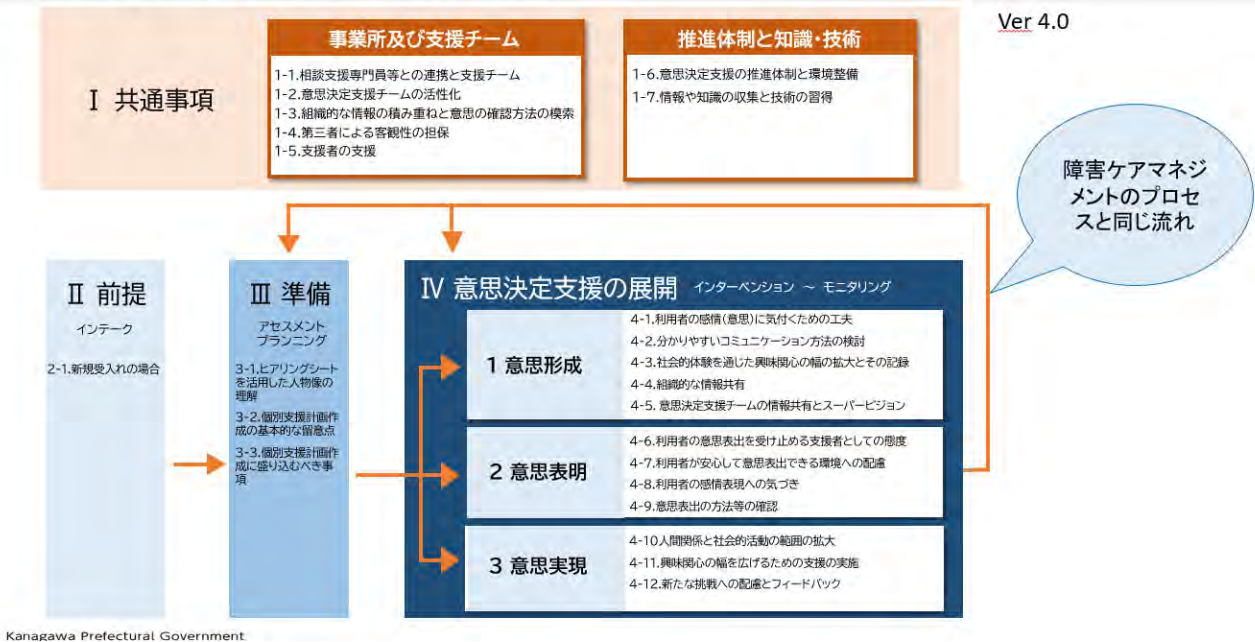 Ver 4.0
Ⅰ 共通事項
事業所及び支援チーム
1-1.相談支援専門員等との連携と支援チーム
1-2.意思決定支援チームの活性化
1-3.組織的な情報の積み重ねと意思の確認方法の模索
1-4.第三者による客観性の担保
1-5.支援者の支援
推進体制と知識・技術
1-6.意思決定支援の推進体制と環境整備
1-7.情報や知識の収集と技術の習得
障害ケアマネジ
メントのプロセ
スと同じ流れ
Ⅱ 前提
インテーク
2-1.新規受入れの場合
Ⅲ 準備
アセスメント
プランニング
3-1.ヒアリングシート
を活用した人物像の
理解
3-2.個別支援計画作
成の基本的な留意点
3-3.個別支援計画作
成に盛り込むべき事
項
Ⅳ 意思決定支援の展開 インターベンション ～ モニタリング
1 意思形成
4-1.利用者の感情(意思)に気付くための工夫
4-2.分かりやすいコミュニケーション方法の検討
4-3.社会的体験を通じた興味関心の幅の拡大とその記録
4-4.組織的な情報共有
4-5. 意思決定支援チームの情報共有とスーパービジョン
2 意思表明
4-6.利用者の意思表出を受け止める支援者としての態度
4-7.利用者が安心して意思表出できる環境への配慮
4-8.利用者の感情表現への気づき
4-9.意思表出の方法等の確認
3 意思実現
4-10人間関係と社会的活動の範囲の拡大
4-11.興味関心の幅を広げるための支援の実施
4-12.新たな挑戦への配慮とフィードバック
Kanagawa Prefectural Government